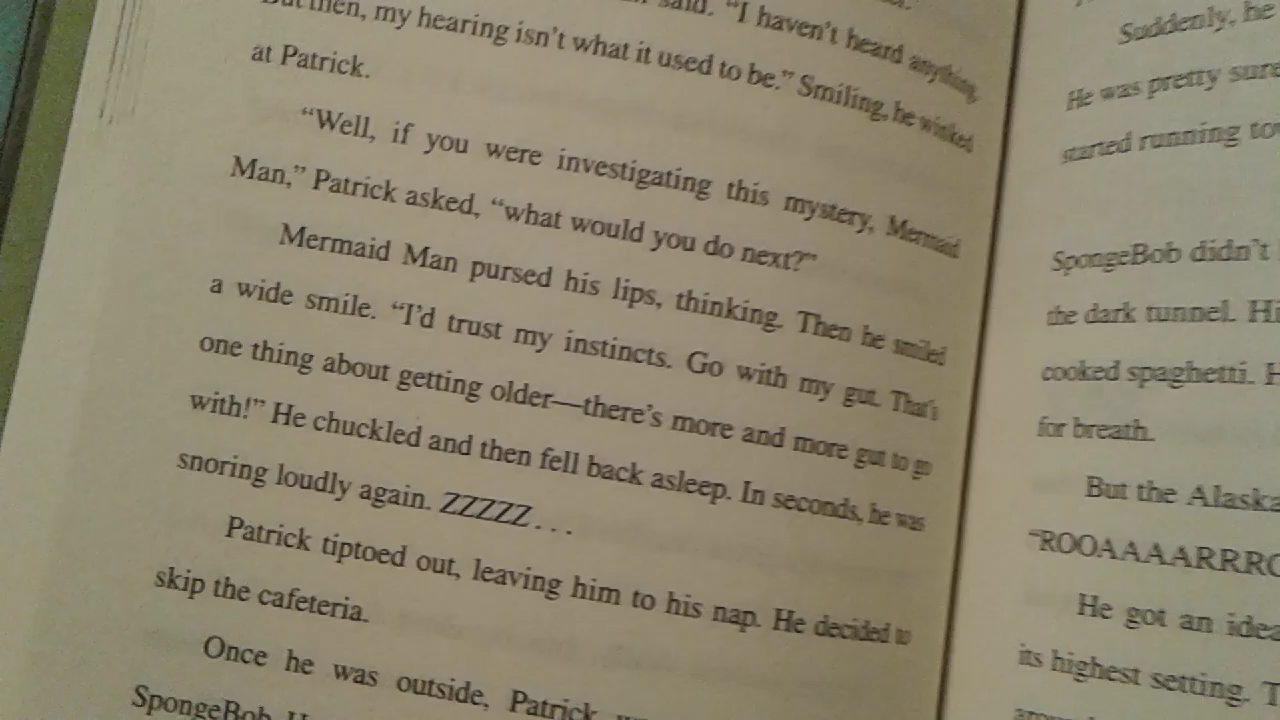 said. "I haven't heard anything,
But then, my hearing isn't what it used to be." Smiling, he winked
at Patrick.
"Well, if you were investigating this mystery, Mermaid
Man," Patrick asked, "what would you do next?"
Mermaid Man pursed his lips, thinking. Then he smiled
a wide smile. "I'd trust my instincts. Go with my gut. That's
one thing about getting older—there's more and more gut to go
with!" He chuckled and then fell back asleep. In seconds, he was
snoring loudly again. ZZZZZ . . .
Patrick tiptoed out, leaving him to his nap. He decided to
skip the cafeteria.
Once he was outside, Patrick
SpongeBob
Suddenly, he
He was pretty sure
started running
SpongeBob didn't
the dark tunnel.
cooked spaghetti.
for breath.
But the
"ROOAAAARRR
He got an idea
its highest setting.